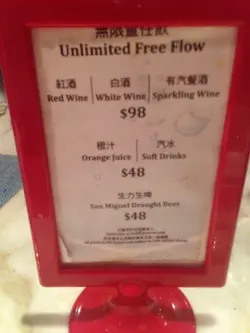 無限量任飲
Unlimited Free Flow
紅酒 白酒 有汽餐酒
Red Wine White Wine Sparkling Wine
$98
橙汁 汽水
Orange Juice Soft Drinks
$48
生力生啤
San Miguel Draught Beer
$48